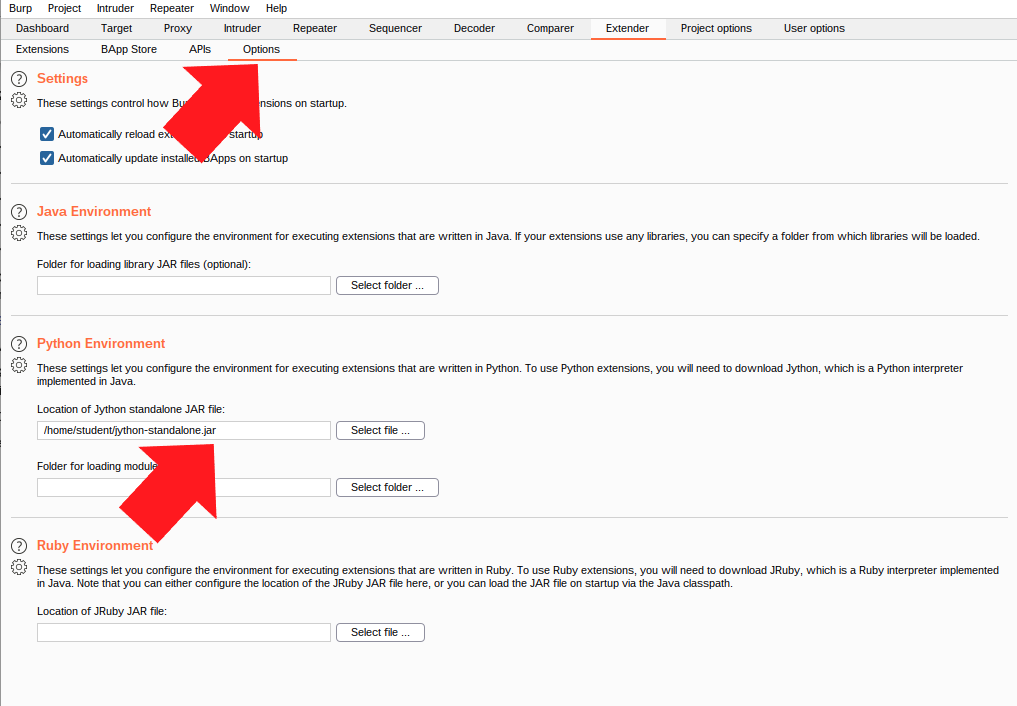 Burp Project Intruder Repeater Window Help
Dashboard Target Proxy Intruder Repeater Sequencer Decoder Comparer Extender Project options User options
Extensions BApp Store APIs Options
Settings
These settings control how ensions on startup.
Automatically reload startup
Automatically update installed BApps on startup
Java Environment
These settings let you configure the environment for executing extensions that are written in Java. If your extensions use any libraries, you can specify a folder from which libraries will be loaded.
Folder for loading library JAR files (optional):
Select folder ...
Python Environment
These settings let you configure the environment for executing extensions that are written in Python. To use Python extensions, you will need to download Jython, which is a Python interpreter
implemented in Java.
Location of Jython standalone JAR file:
/home/student/jython-standalone.jar Select file ...
Folder for loading module
Select folder ...
Ruby Environment
These settings let you configure the environment for executing extensions that are written in Ruby. To use Ruby extensions, you will need to download JRuby, which is a Ruby interpreter implemented
in Java. Note that you can either configure the location of the JRuby JAR file here, or you can load the JAR file on startup via the Java classpath.
Location of JRuby JAR file:
Select file ...